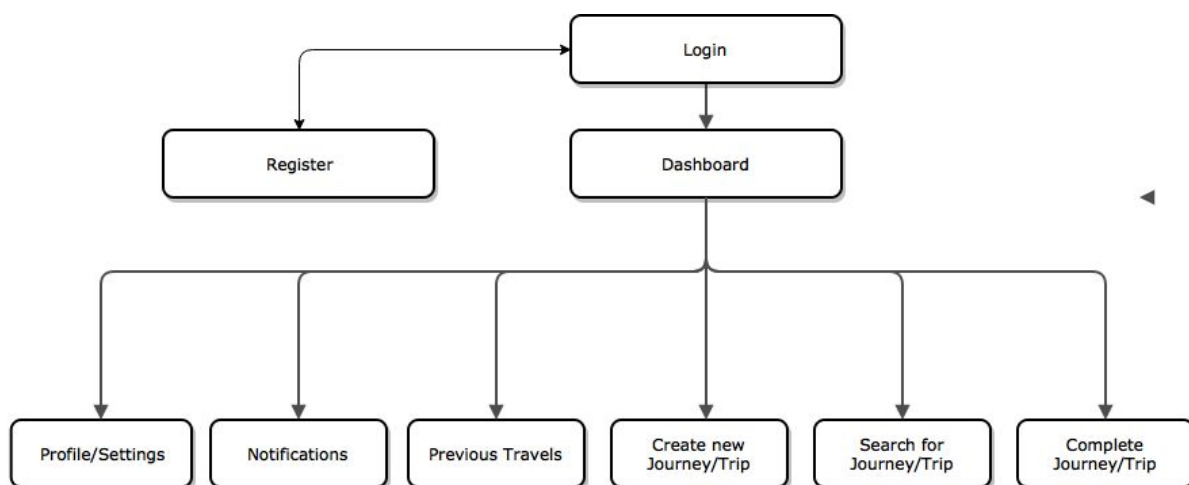 Login
Register
Dashboard
Profile/Settings
Notifications
Previous Travels
Create new
Journey/Trip
Search for
Journey/Trip
Complete
Journey/Trip